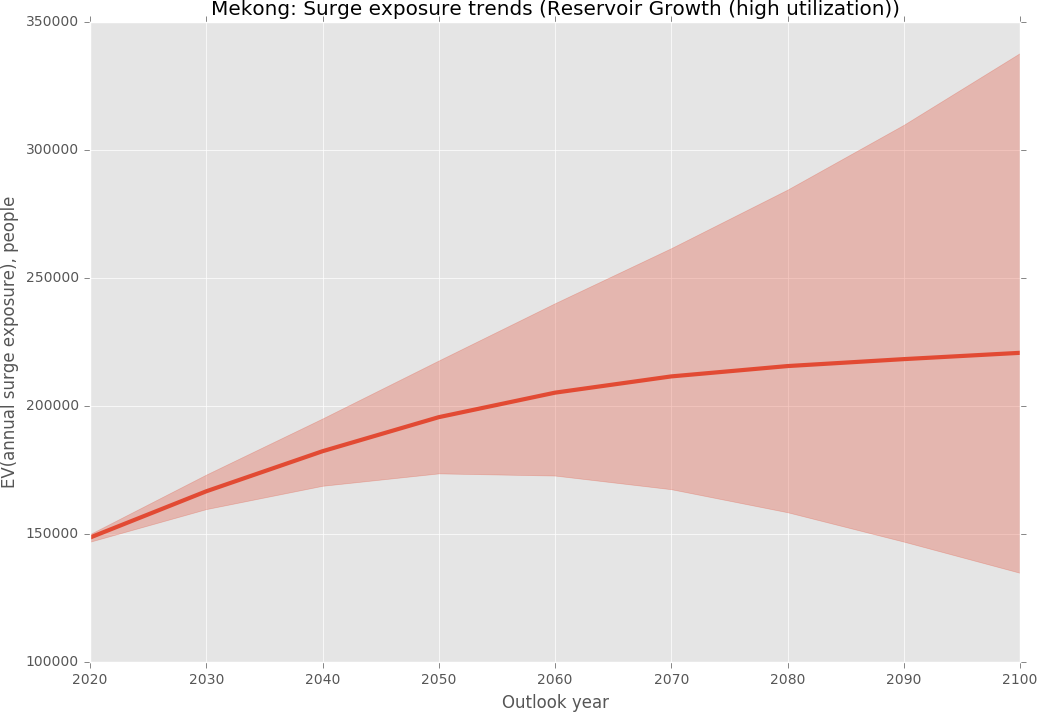 Mekong: Surge exposure trends (Reservoir Growth (high utilization))
EV(annual surge exposure), people
350000
300000
250000
200000
150000
100000
2020 2030 2040 2050 2060 2070 2080 2090 2100
Outlook year